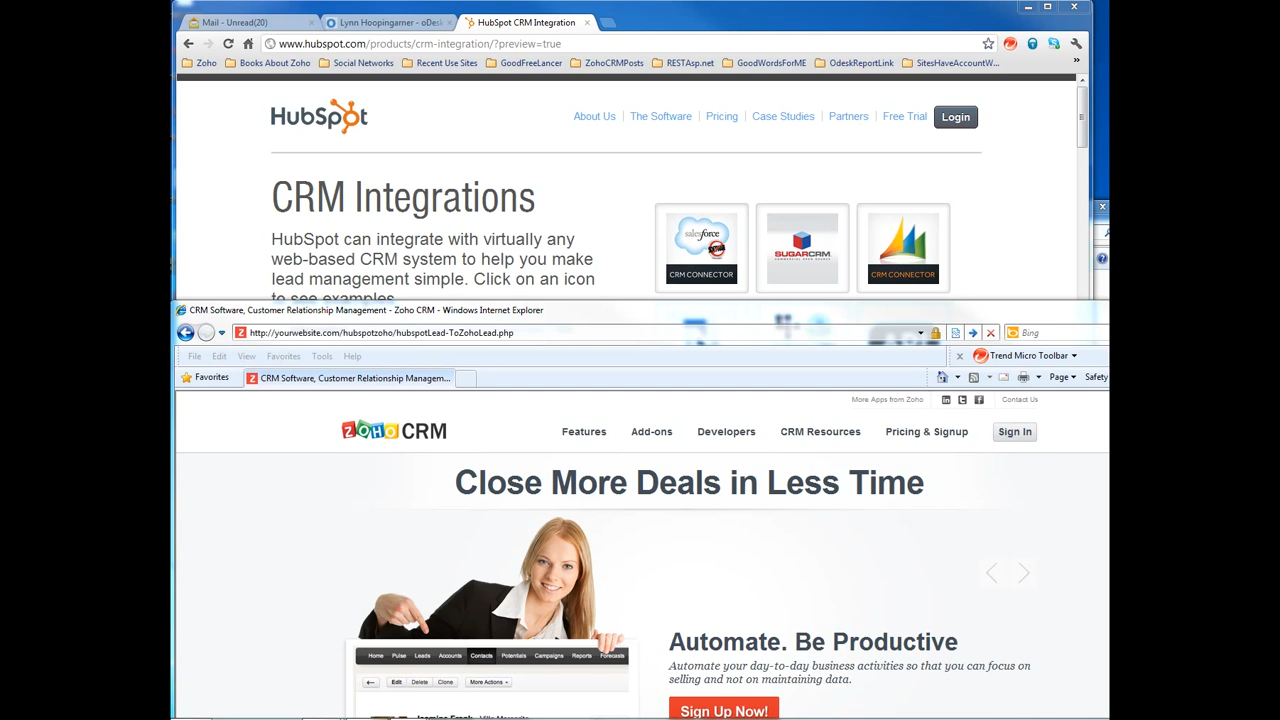 Mail - Unread(20)
Lynn Hoopingarner - oDesk
HubSpot CRM Integration
www.hubspot.com/products/crm-integration/?preview=true
Zoho
Books About Zoho
Social Networks
Recent Use Sites
GoodFreeLancer
ZohoCRMPosts
RESTAsp.net
GoodWordsForME
OdeskReportLink
SitesHaveAccountW...
HubSpot
About Us
The Software
Pricing
Case Studies
Partners
Free Trial
Login
CRM Integrations
HubSpot can integrate with virtually any
web-based CRM system to help you make
lead management simple. Click on an icon
to see examples.
salesforce
CRM CONNECTOR
SUGARCRM
CRM CONNECTOR
CRM Software, Customer Relationship Management - Zoho CRM - Windows Internet Explorer
http://yourwebsite.com/hubspotzoho/hubspotLead-ToZohoLead.php
Bing
File Edit View Favorites Tools Help
Trend Micro Toolbar
Favorites
CRM Software, Customer Relationship Managem...
Page
Safety
More Apps from Zoho
Contact Us
ZOHO CRM
Features
Add-ons
Developers
CRM Resources
Pricing & Signup
Sign In
Close More Deals in Less Time
Home Pulse Leads Accounts Contacts Potentials Campaigns Reports Forecasts
Edit Delete Clone More Actions
Automate. Be Productive
Automate your day-to-day business activities so that you can focus on
selling and not on maintaining data.
Sign Up Now!